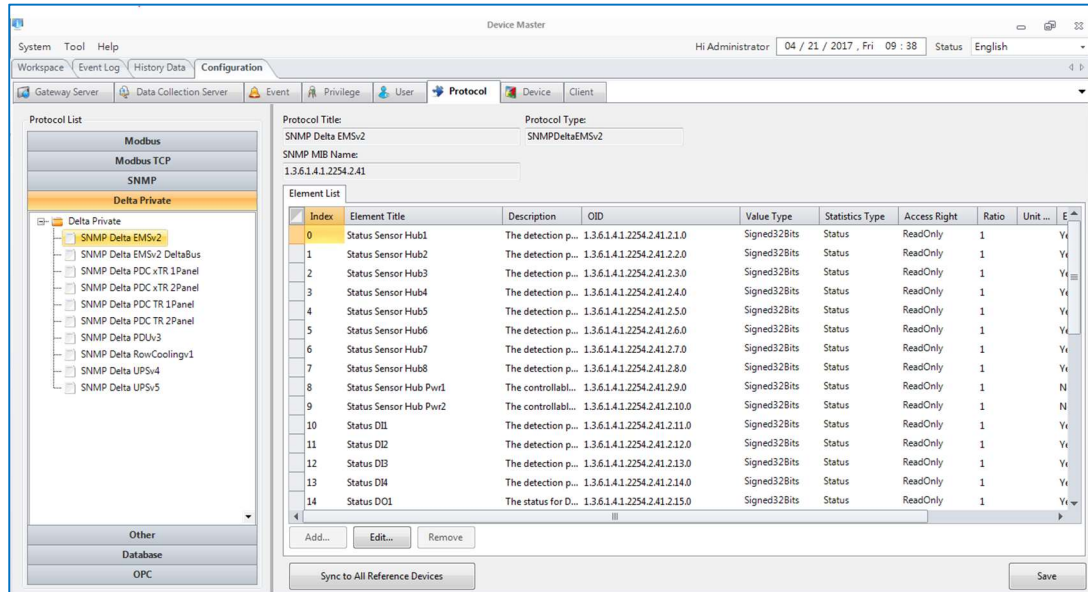 Device Master
System Tool Help Hi Administrator 04 / 21 / 2017 , Fri 09 : 38 Status English
Workspace Event Log History Data Configuration
Gateway Server Data Collection Server Event Privilege User Protocol Device Client
Protocol List
Modbus
Modbus TCP
SNMP
Delta Private
Delta Private
SNMP Delta EMSv2
SNMP Delta EMSv2 DeltaBus
SNMP Delta PDC xTR 1Panel
SNMP Delta PDC xTR 2Panel
SNMP Delta PDC TR 1Panel
SNMP Delta PDC TR 2Panel
SNMP Delta PDUv3
SNMP Delta RowCoolingv1
SNMP Delta UPSv4
SNMP Delta UPSv5
Other
Database
OPC
Protocol Title: Protocol Type:
SNMP Delta EMSv2 SNMPDeltaEMSv2
SNMP MIB Name:
1.3.6.1.4.1.2254.2.41
Element List
Index Element Title Description OID Value Type Statistics Type Access Right Ratio Unit ... E
0 Status Sensor Hub1 The detection p... 1.3.6.1.4.1.2254.2.41.2.1.0 Signed32Bits Status ReadOnly 1 Ye
1 Status Sensor Hub2 The detection p... 1.3.6.1.4.1.2254.2.41.2.2.0 Signed32Bits Status ReadOnly 1 Ye
2 Status Sensor Hub3 The detection p... 1.3.6.1.4.1.2254.2.41.2.3.0 Signed32Bits Status ReadOnly 1 Ye
3 Status Sensor Hub4 The detection p... 1.3.6.1.4.1.2254.2.41.2.4.0 Signed32Bits Status ReadOnly 1 Ye
4 Status Sensor Hub5 The detection p... 1.3.6.1.4.1.2254.2.41.2.5.0 Signed32Bits Status ReadOnly 1 Ye
5 Status Sensor Hub6 The detection p... 1.3.6.1.4.1.2254.2.41.2.6.0 Signed32Bits Status ReadOnly 1 Ye
6 Status Sensor Hub7 The detection p... 1.3.6.1.4.1.2254.2.41.2.7.0 Signed32Bits Status ReadOnly 1 Ye
7 Status Sensor Hub8 The detection p... 1.3.6.1.4.1.2254.2.41.2.8.0 Signed32Bits Status ReadOnly 1 Ye
8 Status Sensor Hub Pwr1 The controllabl... 1.3.6.1.4.1.2254.2.41.2.9.0 Signed32Bits Status ReadOnly 1 N
9 Status Sensor Hub Pwr2 The controllabl... 1.3.6.1.4.1.2254.2.41.2.10.0 Signed32Bits Status ReadOnly 1 N
10 Status DI1 The detection p... 1.3.6.1.4.1.2254.2.41.2.11.0 Signed32Bits Status ReadOnly 1 Ye
11 Status DI2 The detection p... 1.3.6.1.4.1.2254.2.41.2.12.0 Signed32Bits Status ReadOnly 1 Ye
12 Status DI3 The detection p... 1.3.6.1.4.1.2254.2.41.2.13.0 Signed32Bits Status ReadOnly 1 Ye
13 Status DI4 The detection p... 1.3.6.1.4.1.2254.2.41.2.14.0 Signed32Bits Status ReadOnly 1 Ye
14 Status DO1 The status for D... 1.3.6.1.4.1.2254.2.41.2.15.0 Signed32Bits Status ReadOnly 1 Ye
Add... Edit... Remove
Sync to All Reference Devices Save